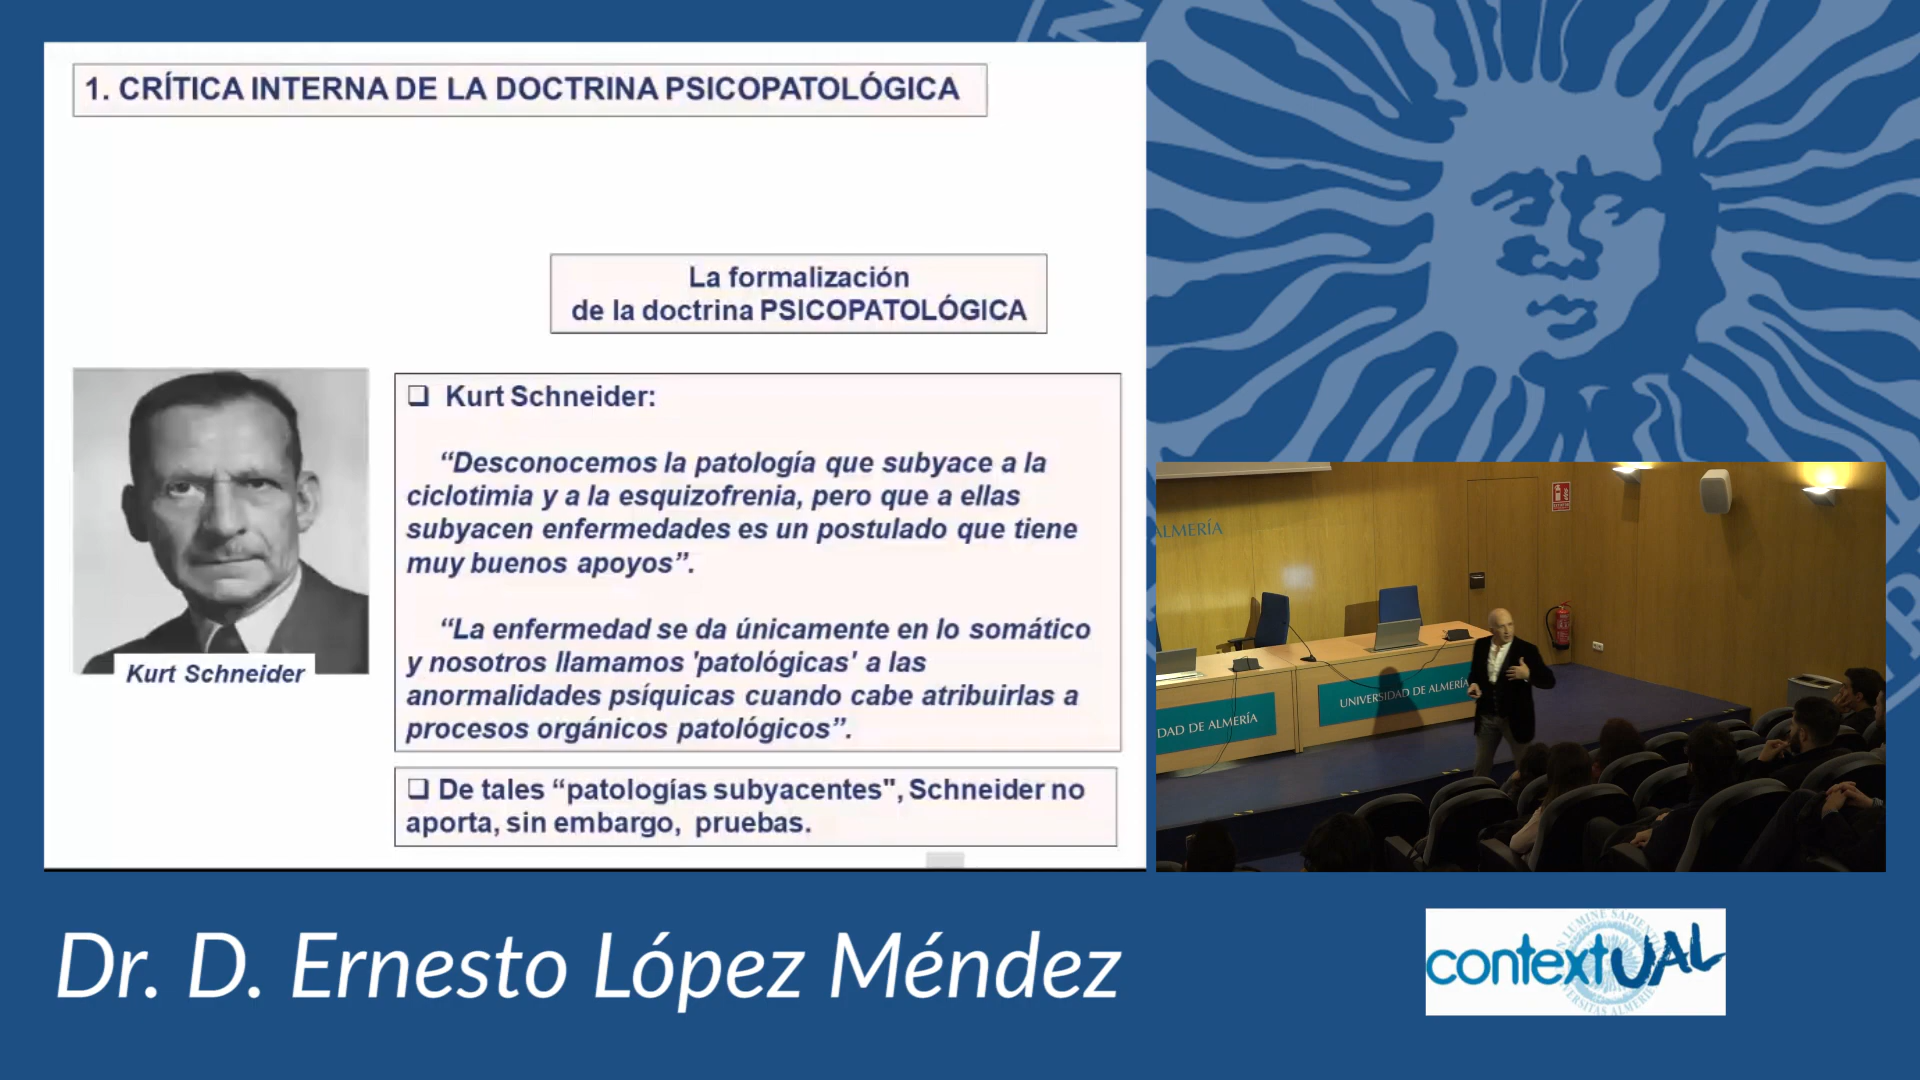 1. CRÍTICA INTERNA DE LA DOCTRINA PSICOPATOLÓGICA
La formalización
de la doctrina PSICOPATOLÓGICA
Kurt Schneider
❑ Kurt Schneider:
“Desconocemos la patología que subyace a la
ciclotimia y a la esquizofrenia, pero que a ellas
subyacen enfermedades es un postulado que tiene
muy buenos apoyos”.
“La enfermedad se da únicamente en lo somático
y nosotros llamamos 'patológicas' a las
anormalidades psíquicas cuando cabe atribuirlas a
procesos orgánicos patológicos”.
❑ De tales “patologías subyacentes", Schneider no
aporta, sin embargo, pruebas.
ALMERÍA
UNIVERSIDAD DE ALMERÍA
DAD DE ALMERÍA
Dr. D. Ernesto López Méndez
contextUAL